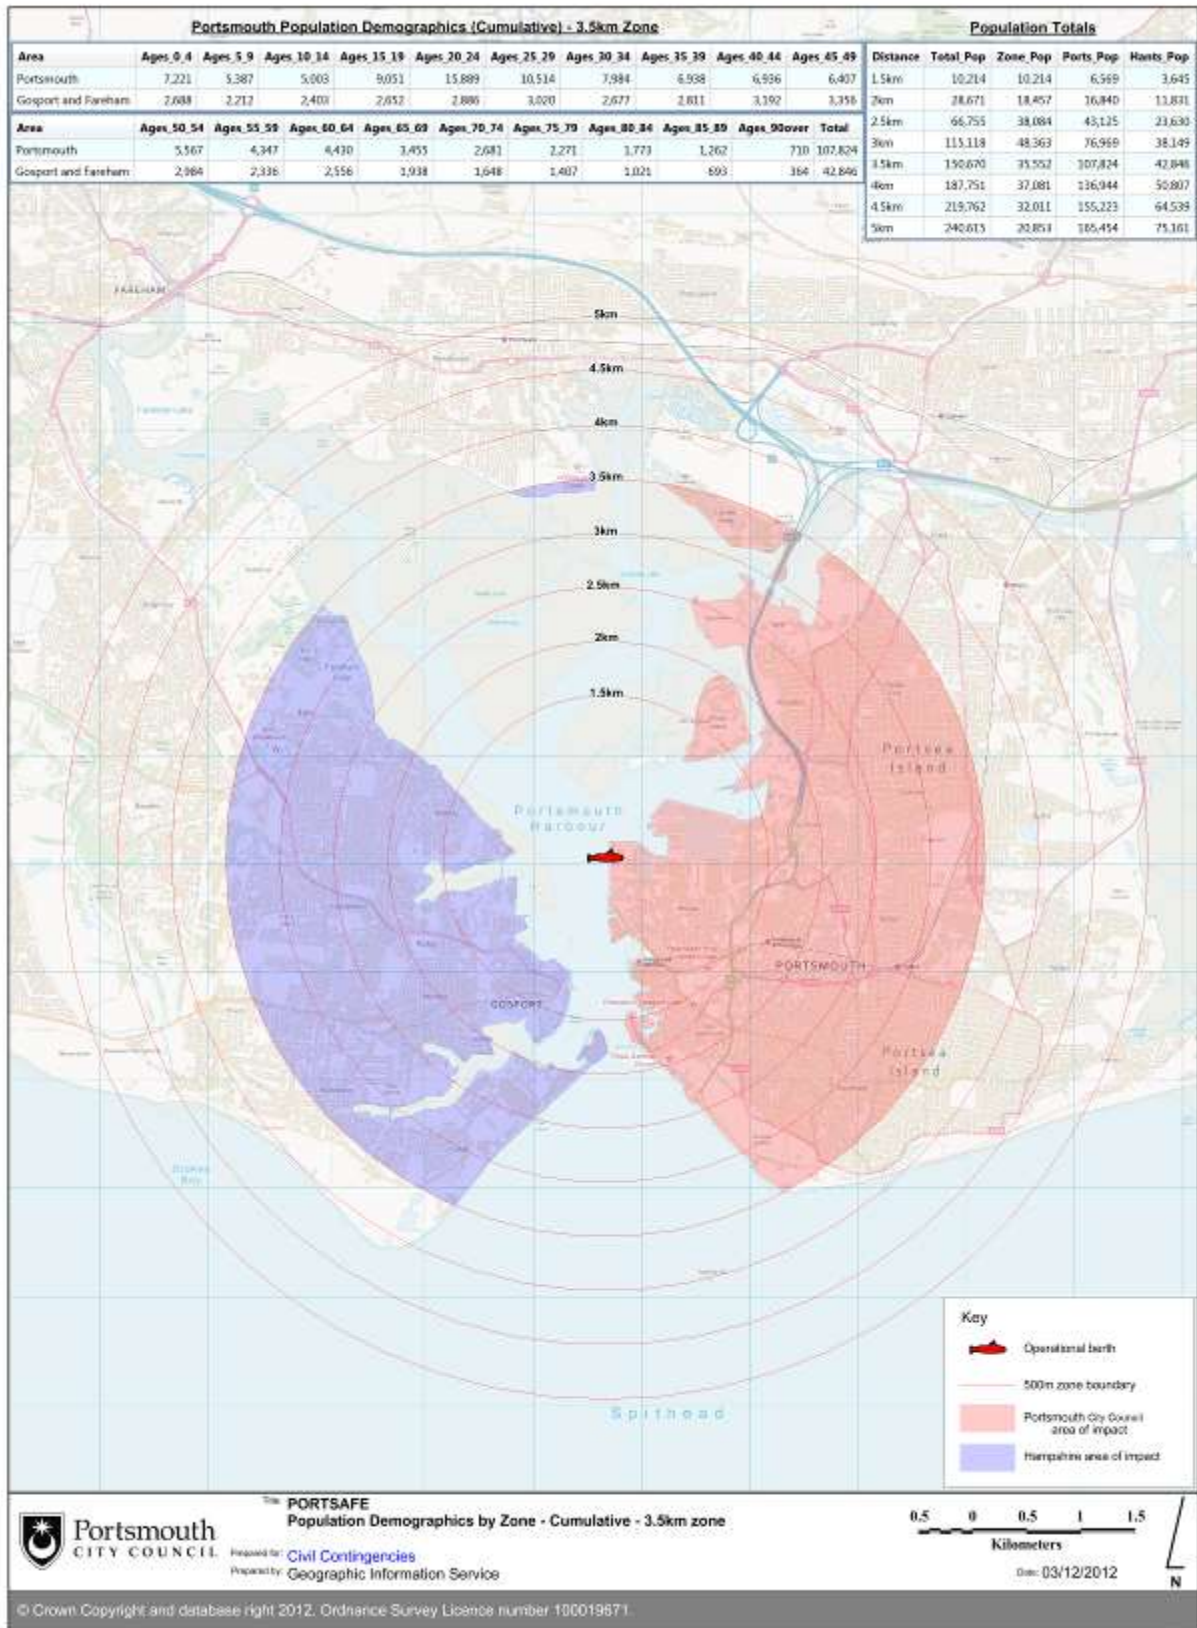 Portsmouth Population Demographics (Cumulative) - 3.5km Zone
Area Ages_0_4 Ages_5_9 Ages_10_14 Ages_15_19 Ages_20_24 Ages_25_29 Ages_30_34 Ages_35_39 Ages_40_44 Ages_45_49
Portsmouth 7,221 5,387 5,003 9,051 15,889 10,514 7,984 6,938 6,936 6,407
Gosport and Fareham 2,688 2,212 2,403 2,652 2,886 3,020 2,677 2,811 3,192 3,356
Area Ages_50_54 Ages_55_59 Ages_60_64 Ages_65_69 Ages_70_74 Ages_75_79 Ages_80_84 Ages_85_89 Ages_90over Total
Portsmouth 5,567 4,347 4,430 3,455 2,681 2,271 1,773 1,262 710 107,824
Gosport and Fareham 2,984 2,336 2,556 1,938 1,648 1,407 1,021 693 364 42,846
Population Totals
Distance Total_Pop Zone_Pop Ports_Pop Hants_Pop
1.5km 10,214 10,214 6,569 3,645
2km 28,671 18,457 16,840 11,831
2.5km 66,755 38,084 43,125 23,630
3km 115,118 48,363 76,969 38,149
3.5km 150,670 35,552 107,824 42,846
4km 187,751 37,081 136,944 50,807
4.5km 219,762 32,011 155,223 64,539
5km 240,615 20,853 165,454 75,161
FAREHAM
5km
4.5km
4km
3.5km
3km
2.5km
2km
1.5km
Portsea
Island
Portsmouth
Harbour
PORTSMOUTH
GOSPORT
Portsea
Island
Stokes
Bay
Spithead
Key
Operational berth
500m zone boundary
Portsmouth City Council
area of impact
Hampshire area of impact
Portsmouth
CITY COUNCIL
Title: PORTSAFE
Population Demographics by Zone - Cumulative - 3.5km zone
Prepared for: Civil Contingencies
Prepared by: Geographic Information Service
0.5 0 0.5 1 1.5
Kilometers
Date: 03/12/2012
N
© Crown Copyright and database right 2012. Ordnance Survey Licence number 100019671.